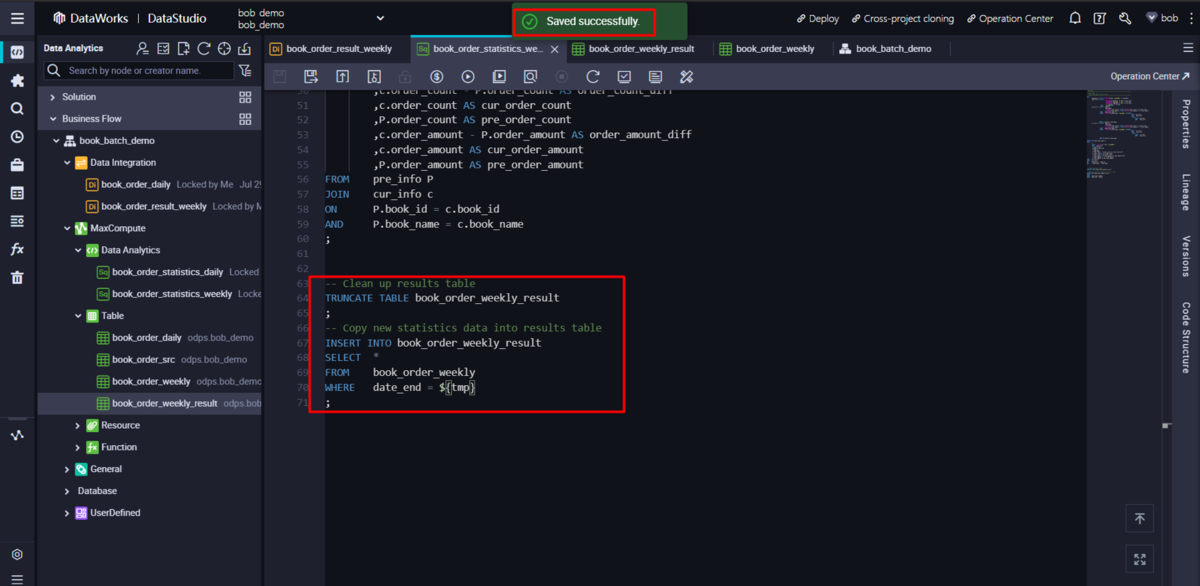 DataWorks | DataStudio
bob demo
bob_demo
Saved successfully.
Deploy
Cross-project cloning
Operation Center
bob
Data Analytics
book_order_result_weekly
book_order_statistics_we...
book_order_weekly_result
book_order_weekly
book_batch_demo
Search by node or creator name.
Operation Center
Solution
Business Flow
book_batch_demo
Data Integration
book_order_daily Locked by Me Jul 29
book_order_result_weekly Locked by M
MaxCompute
Data Analytics
book_order_statistics_daily Locked
book_order_statistics_weekly Locke
Table
book_order_daily odps.bob_demo
book_order_src odps.bob_demo
book_order_weekly odps.bob_demo
book_order_weekly_result odps.bob
Resource
Function
General
Database
UserDefined
50 ,c.order_count - P.order_count AS order_count_diff
51 ,c.order_count AS cur_order_count
52 ,P.order_count AS pre_order_count
53 ,c.order_amount - P.order_amount AS order_amount_diff
54 ,c.order_amount AS cur_order_amount
55 ,P.order_amount AS pre_order_amount
56 FROM pre_info P
57 JOIN cur_info c
58 ON P.book_id = c.book_id
59 AND P.book_name = c.book_name
60 ;
61
62
63 -- Clean up results table
64 TRUNCATE TABLE book_order_weekly_result
65 ;
66 -- Copy new statistics data into results table
67 INSERT INTO book_order_weekly_result
68 SELECT *
69 FROM book_order_weekly
70 WHERE date_end = ${tmp}
71 ;
Properties
Lineage
Versions
Code Structure